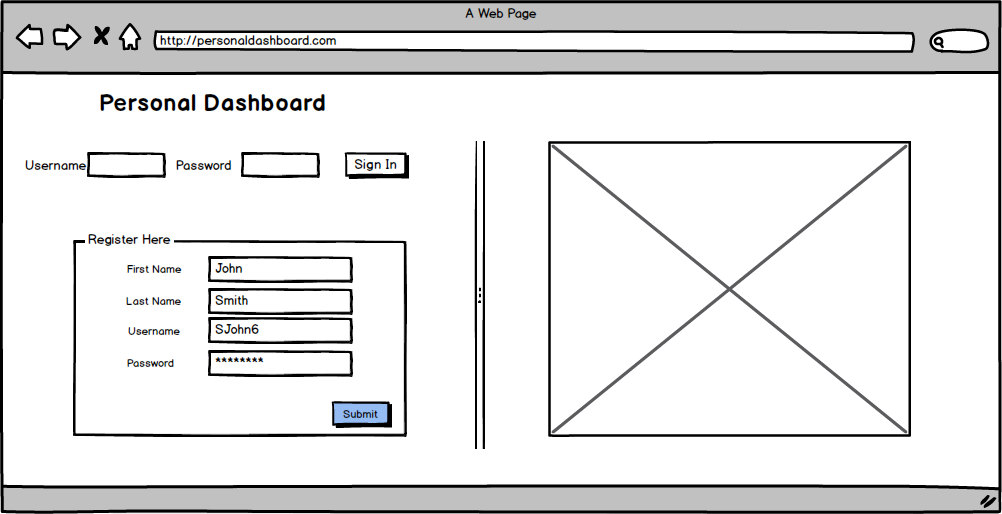 A Web Page
http://personaldashboard.com
Personal Dashboard
Username Password Sign In
Register Here
First Name John
Last Name Smith
Username SJohn6
Password ********
Submit